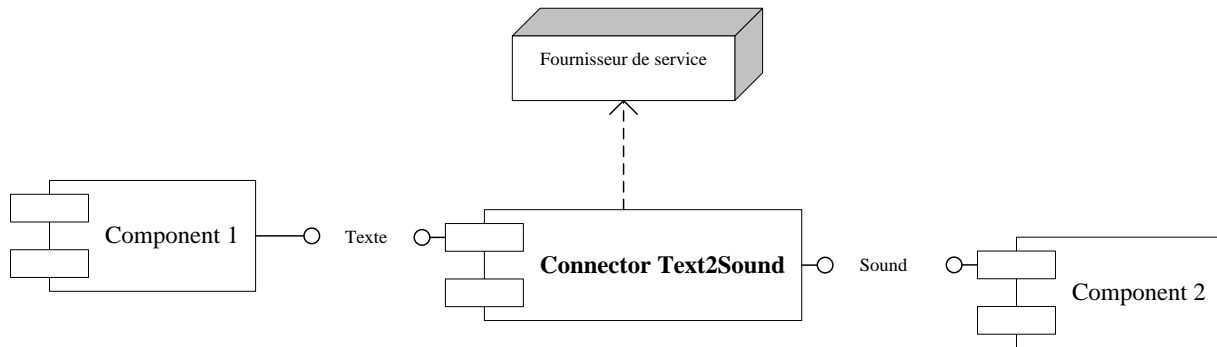 Fournisseur de service
Component 1
Texte
Connector Text2Sound
Sound
Component 2